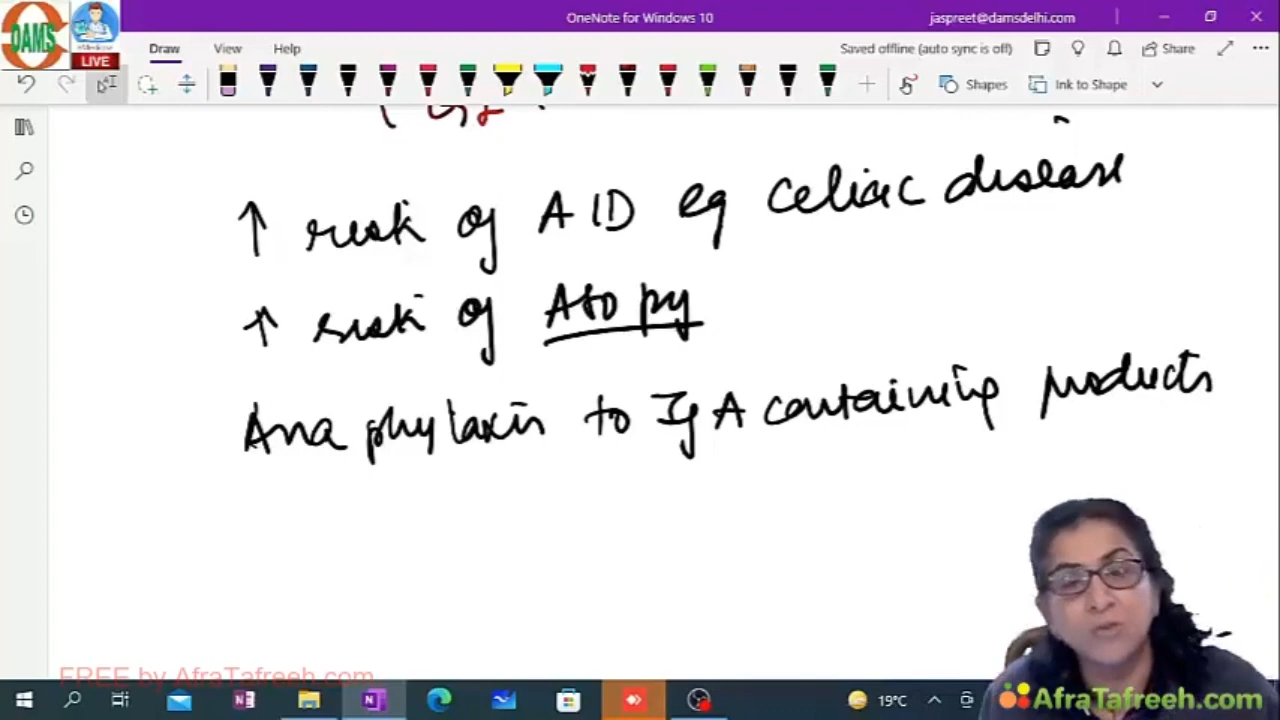 OneNote for Windows 10
jaspreet@damsdelhi.com
DAMS
eMedicoz
LIVE
Draw View Help
Saved offline (auto sync is off)
Share
Shapes
Ink to Shape
↑ risk of AID eg Celiac disease
↑ risk of Atopy
Anaphylaxis to IgA containing products
FREE by AfraTafreeh.com
19°C
AfraTafreeh.com